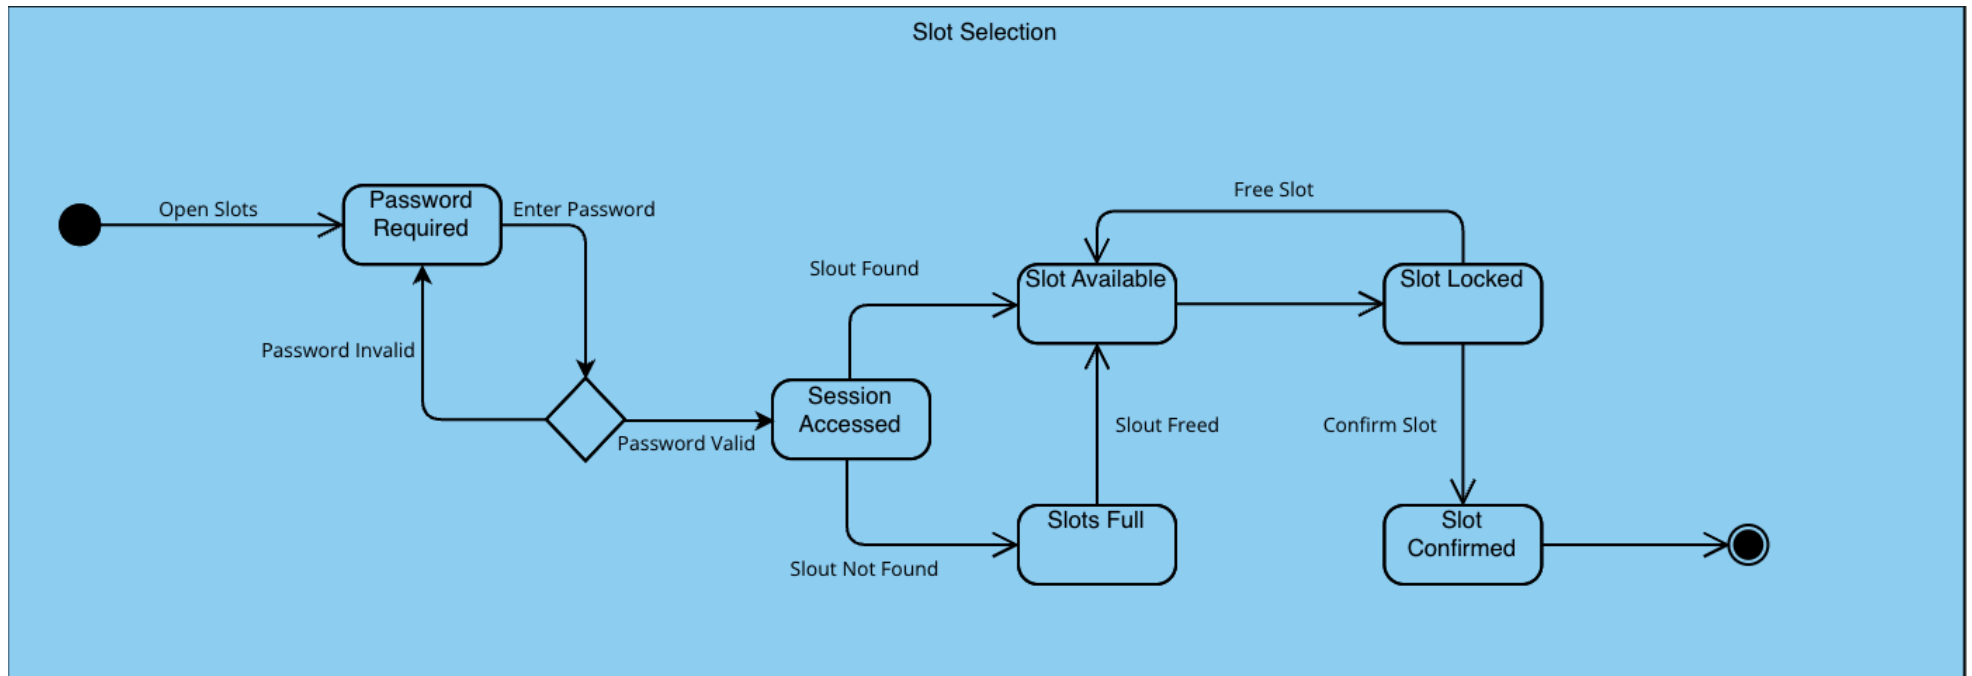 Slot Selection
Open Slots
Password
Required
Enter Password
Password Invalid
Password Valid
Session
Accessed
Slout Found
Slout Not Found
Slot Available
Slots Full
Slout Freed
Free Slot
Slot Locked
Confirm Slot
Slot
Confirmed